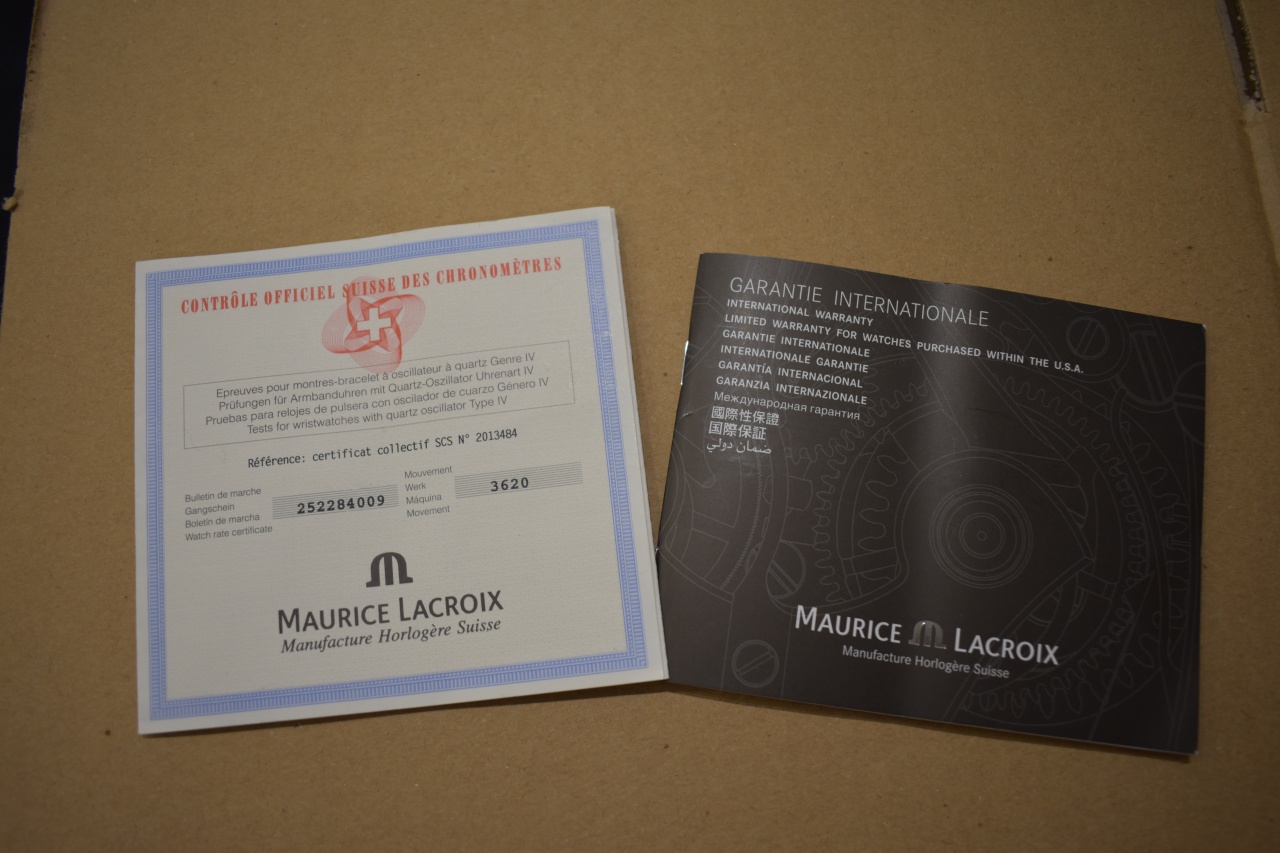 CONTRÔLE OFFICIEL SUISSE DES CHRONOMÈTRES
Epreuves pour montres-bracelet à oscillateur à quartz Genre IV
Prüfungen für Armbanduhren mit Quartz-Oszillator Uhrenart IV
Pruebas para relojes de pulsera con oscilador de cuarzo Género IV
Tests for wristwatches with quartz oscillator Type IV
Référence: certificat collectif SCS N° 2013484
Bulletin de marche
Gangschein
Boletin de marcha
Watch rate certificate
252284009
Mouvement
Werk
Máquina
Movement
3620
MAURICE LACROIX
Manufacture Horlogère Suisse
GARANTIE INTERNATIONALE
INTERNATIONAL WARRANTY
LIMITED WARRANTY FOR WATCHES PURCHASED WITHIN THE U.S.A.
GARANTIE INTERNATIONALE
INTERNATIONALE GARANTIE
GARANTÍA INTERNACIONAL
GARANZIA INTERNAZIONALE
Международная гарантия
國際性保證
国際保証
ضمان دولي
MAURICE LACROIX
Manufacture Horlogère Suisse